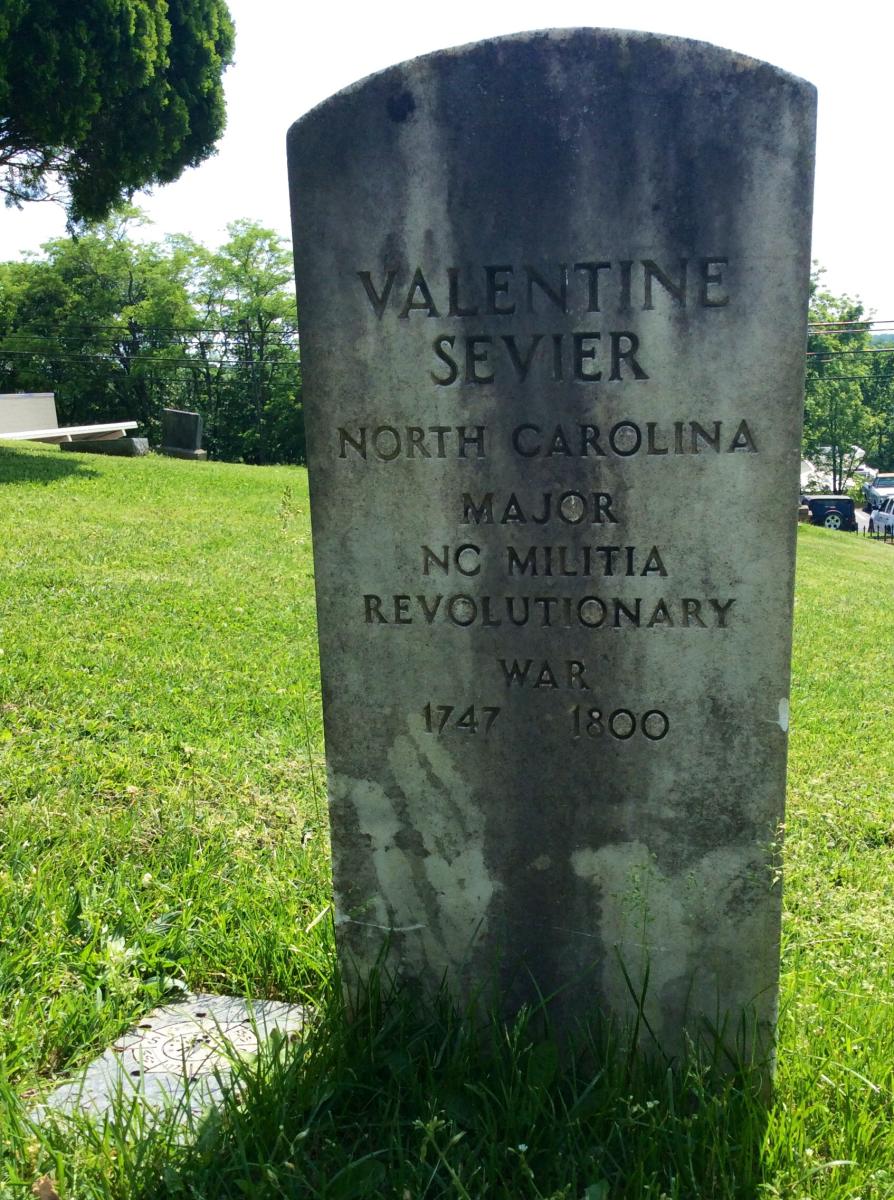 VALENTINE
SEVIER
NORTH CAROLINA
MAJOR
NC MILITIA
REVOLUTIONARY
WAR
1747 1800